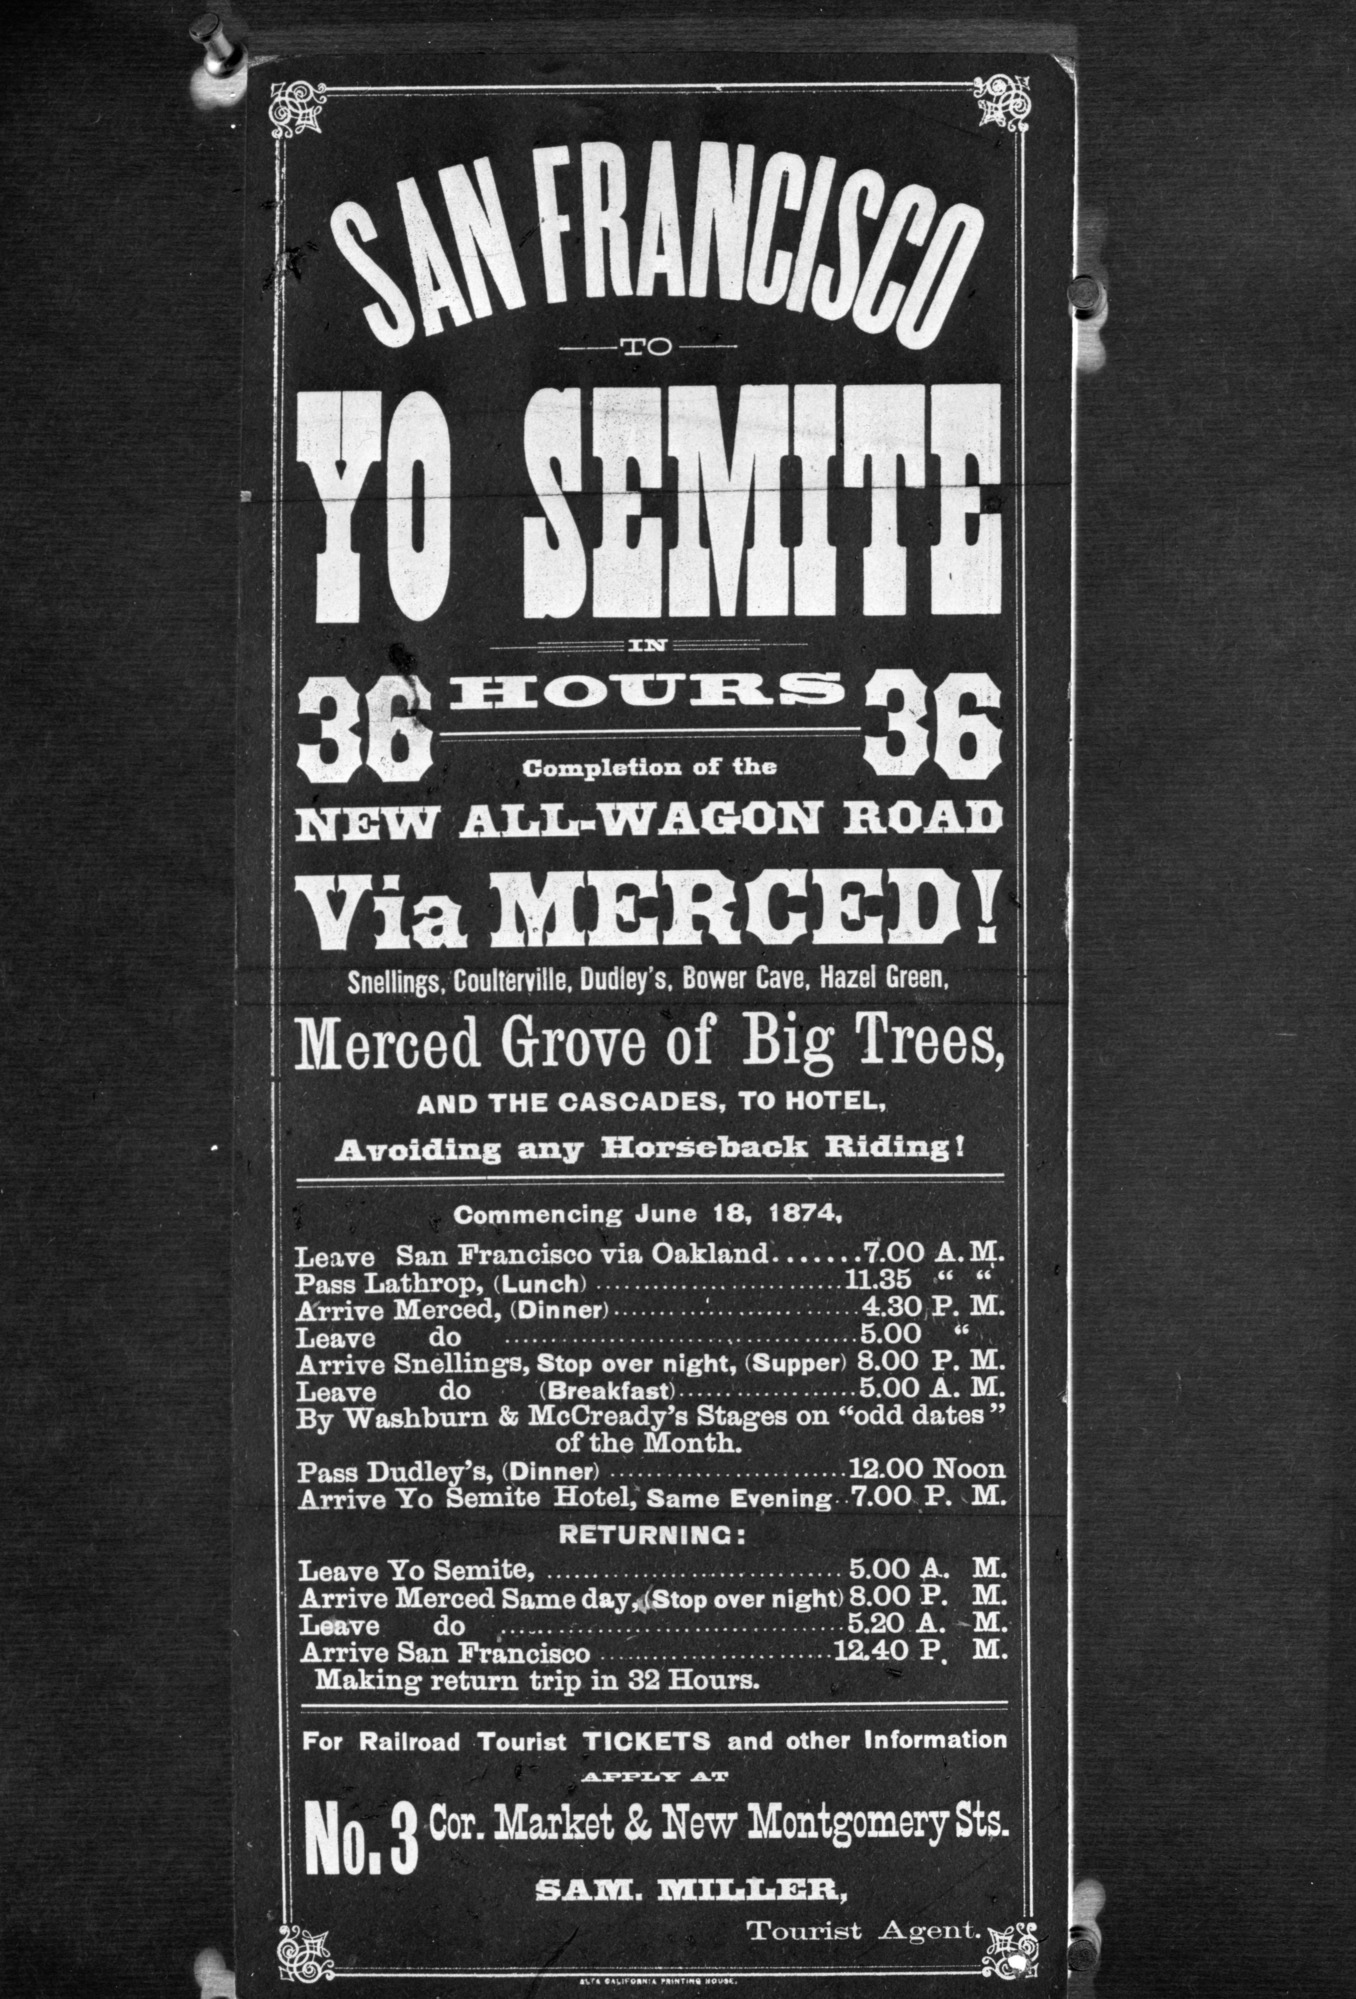 SAN FRANCISCO
TO
YO SEMITE
IN
36 HOURS 36
Completion of the
NEW ALL-WAGON ROAD
Via MERCED!
Snellings, Coulterville, Dudley's, Bower Cave, Hazel Green,
Merced Grove of Big Trees,
AND THE CASCADES, TO HOTEL,
Avoiding any Horseback Riding!
Commencing June 18, 1874,
Leave San Francisco via Oakland.......7.00 A. M.
Pass Lathrop, (Lunch) ........................... 11.35 “ “
Arrive Merced, (Dinner) ........................... 4.30 P. M.
Leave do ...................................... 5.00 “
Arrive Snellings, Stop over night, (Supper) 8.00 P. M.
Leave do (Breakfast) .................... 5.00 A. M.
By Washburn & McCready's Stages on “odd dates”
of the Month.
Pass Dudley's, (Dinner) .......................... 12.00 Noon
Arrive Yo Semite Hotel, Same Evening..7.00 P. M.
RETURNING:
Leave Yo Semite, ................................. 5.00 A. M.
Arrive Merced Same day, (Stop over night) 8.00 P. M.
Leave do ...................................... 5.20 A. M.
Arrive San Francisco ......................... 12.40 P. M.
Making return trip in 32 Hours.
For Railroad Tourist TICKETS and other Information
APPLY AT
No. 3 Cor. Market & New Montgomery Sts.
SAM. MILLER,
Tourist Agent.
ALTA CALIFORNIA PRINTING HOUSE.